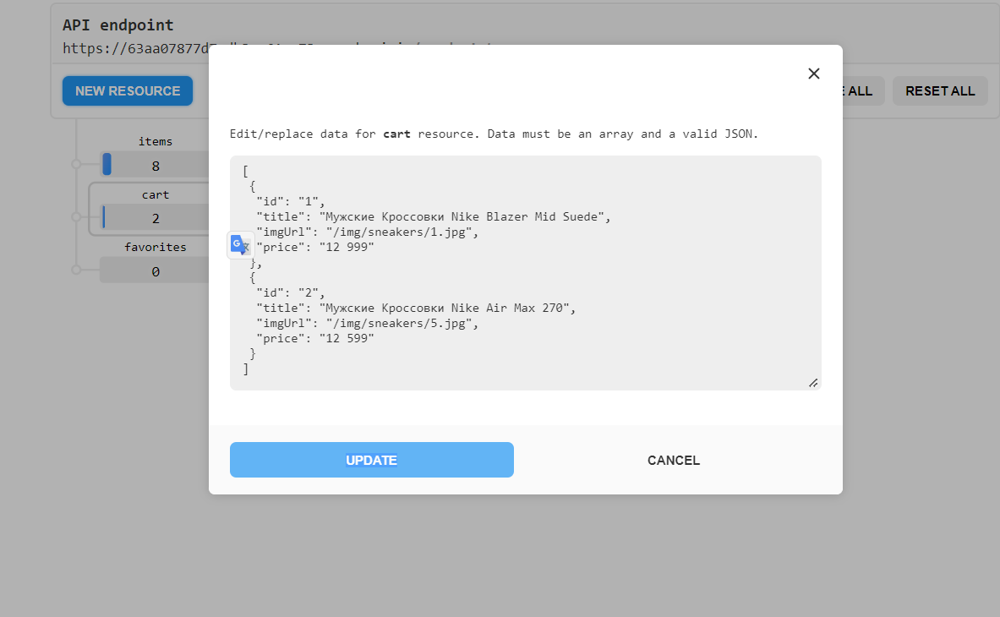 API endpoint
https://63aa07877d
NEW RESOURCE
ALL
RESET ALL
items
8
cart
2
favorites
0
Edit/replace data for cart resource. Data must be an array and a valid JSON.
[
{
"id": "1",
"title": "Мужские Кроссовки Nike Blazer Mid Suede",
"imgUrl": "/img/sneakers/1.jpg",
"price": "12 999"
},
{
"id": "2",
"title": "Мужские Кроссовки Nike Air Max 270",
"imgUrl": "/img/sneakers/5.jpg",
"price": "12 599"
}
]
UPDATE
CANCEL